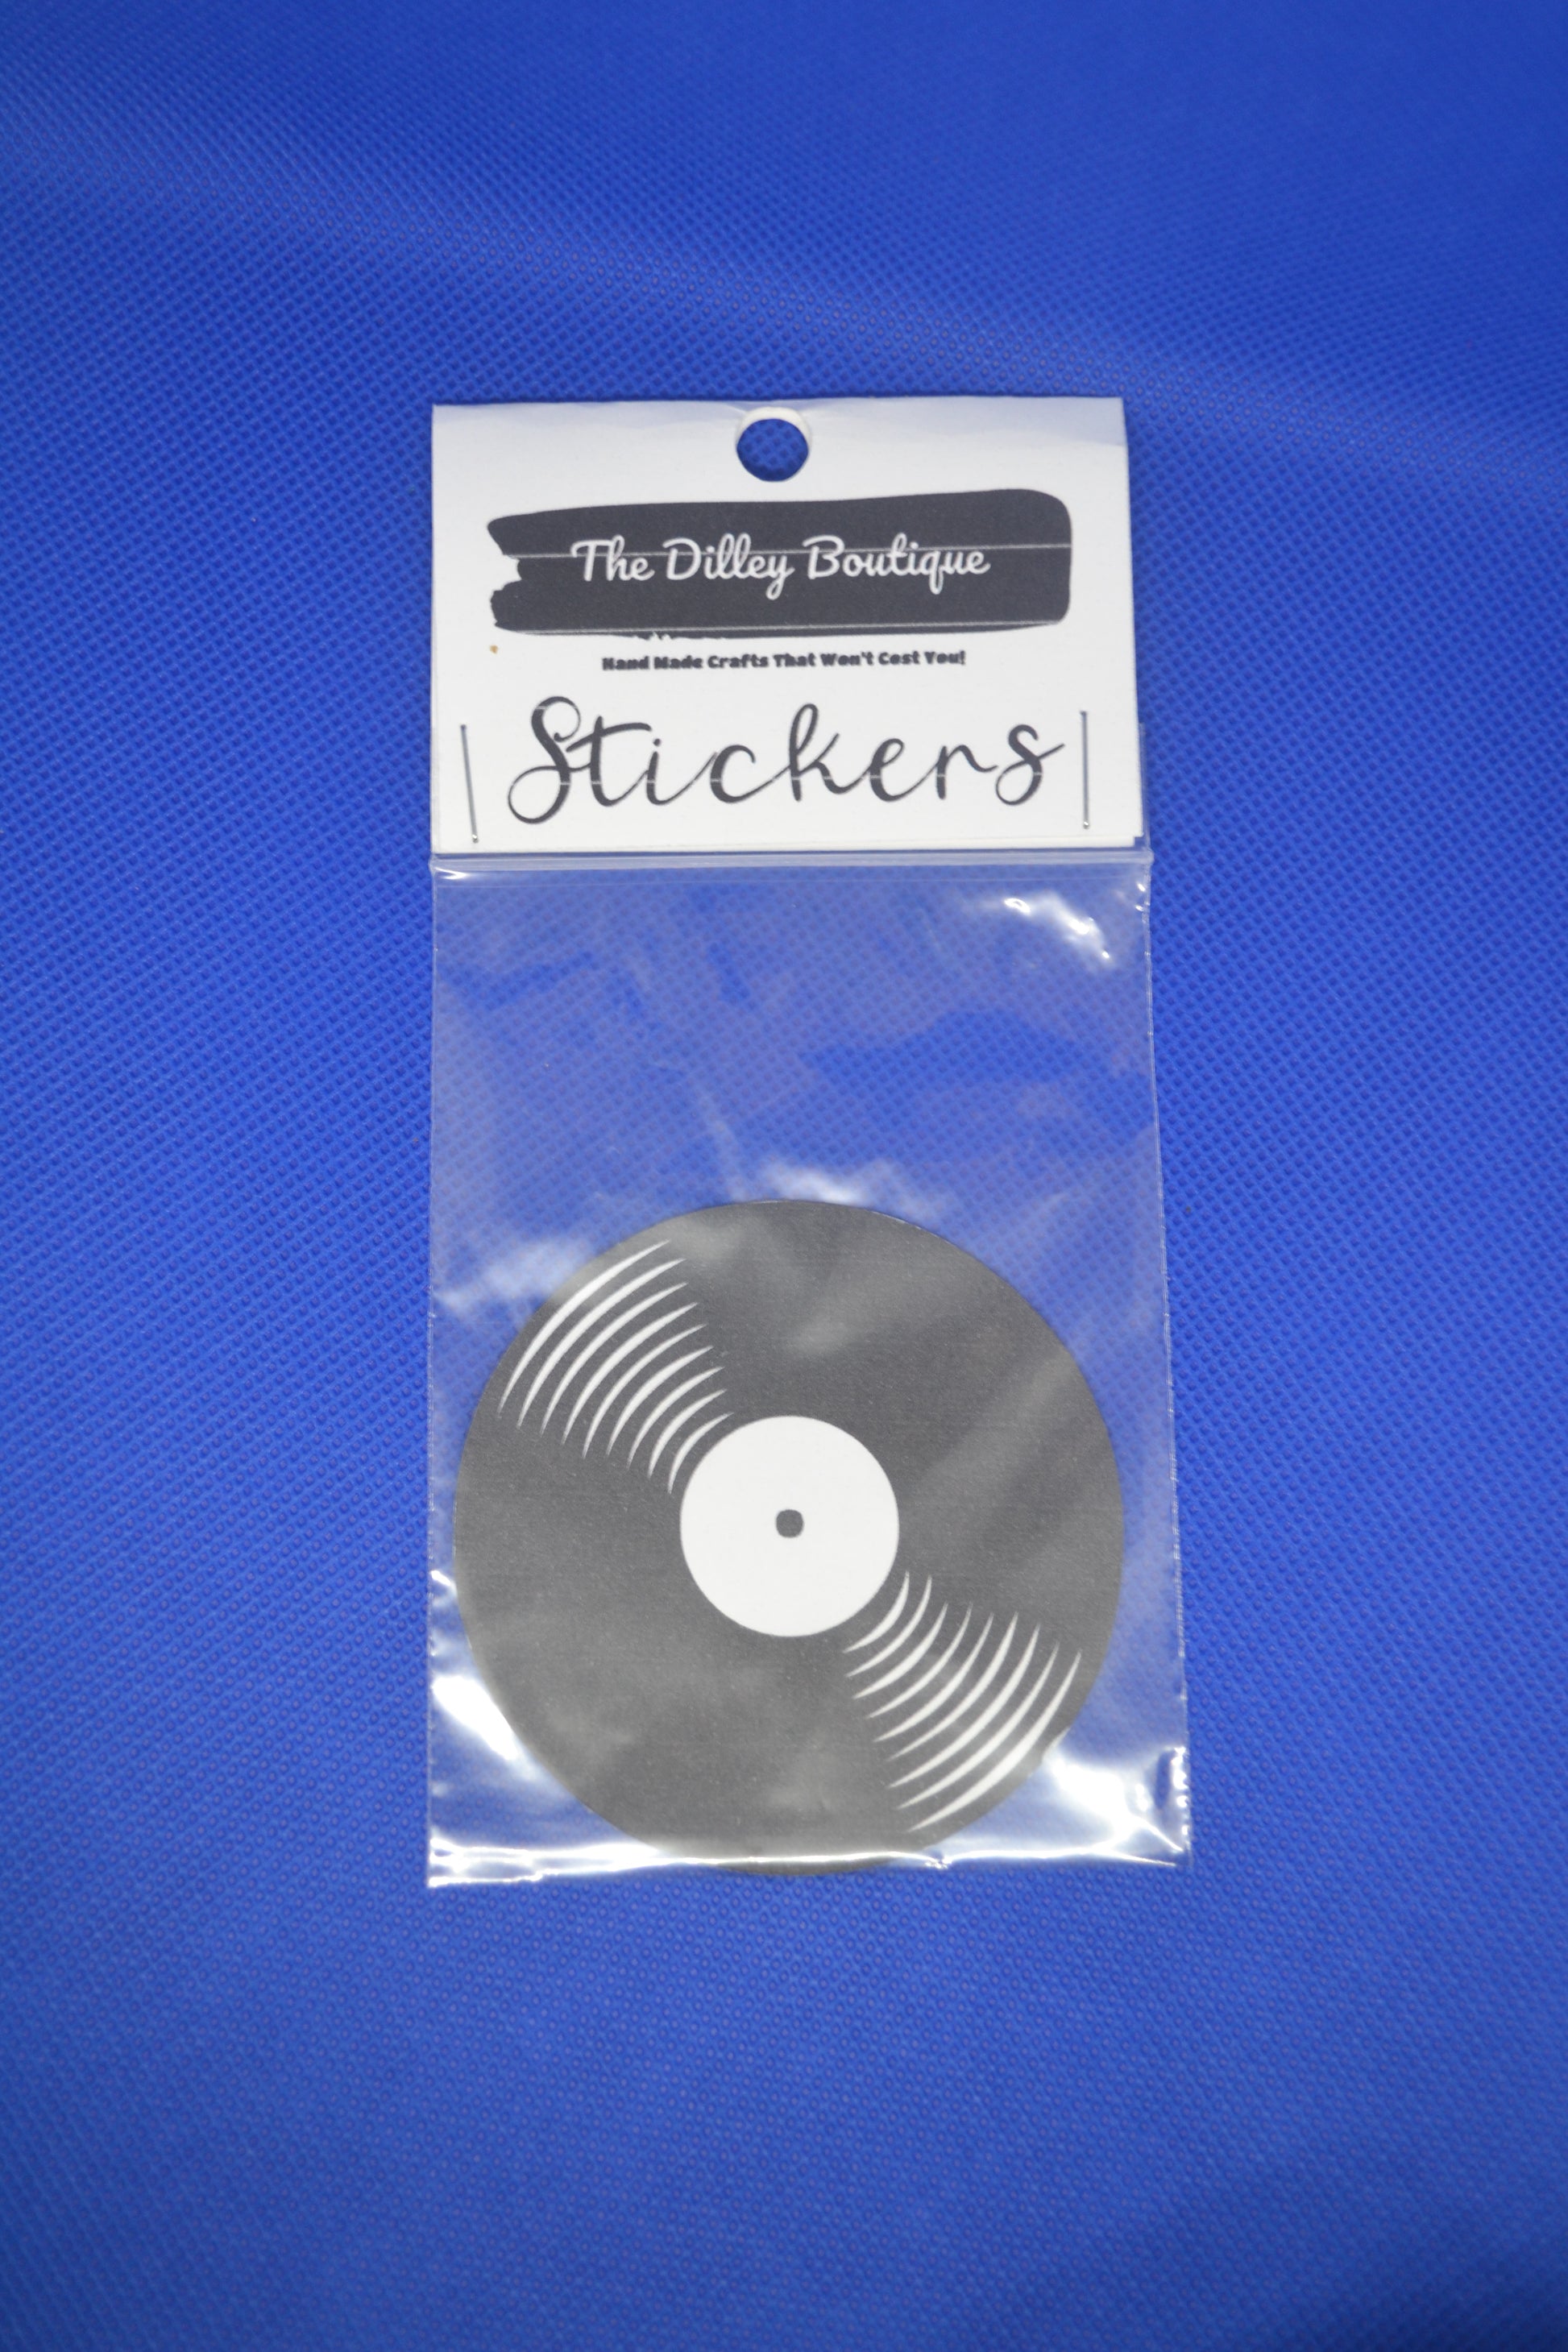 The Dilley Boutique
Hand Made Crafts That Won't Cost You!
Stickers